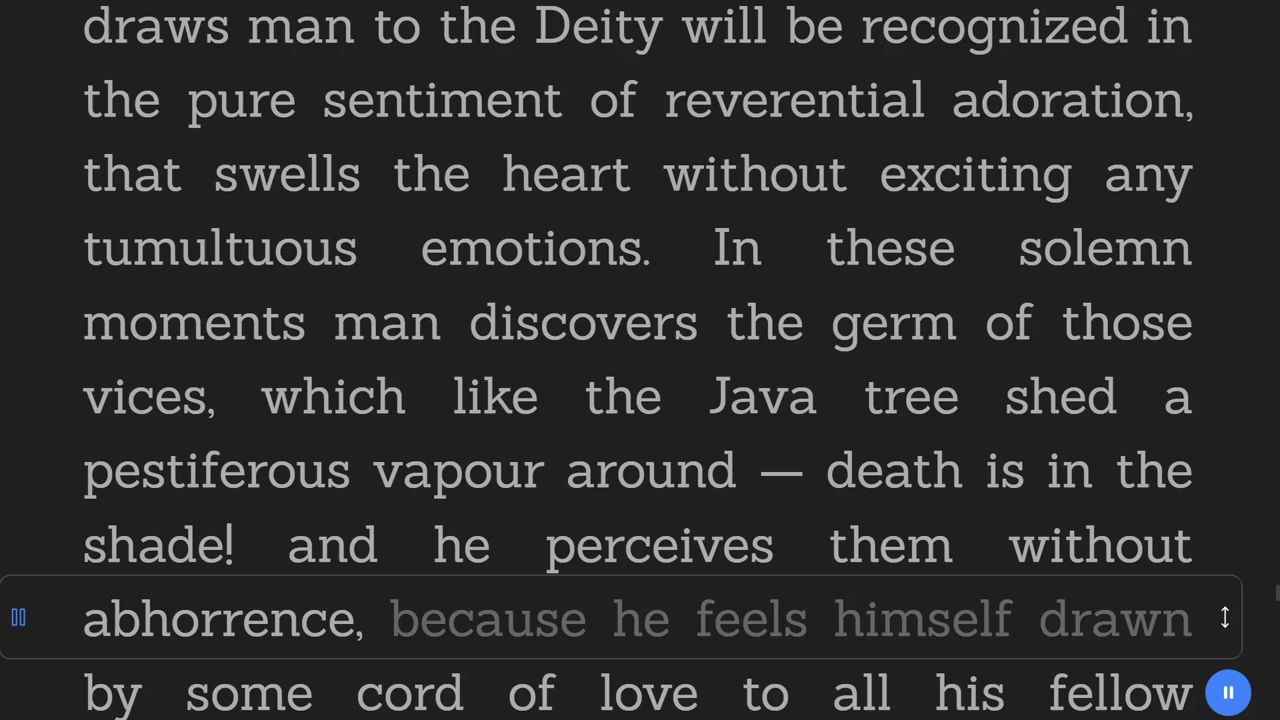 draws man to the Deity will be recognized in
the pure sentiment of reverential adoration,
that swells the heart without exciting any
tumultuous emotions. In these solemn
moments man discovers the germ of those
vices, which like the Java tree shed a
pestiferous vapour around — death is in the
shade! and he perceives them without
abhorrence, because he feels himself drawn
by some cord of love to all his fellow